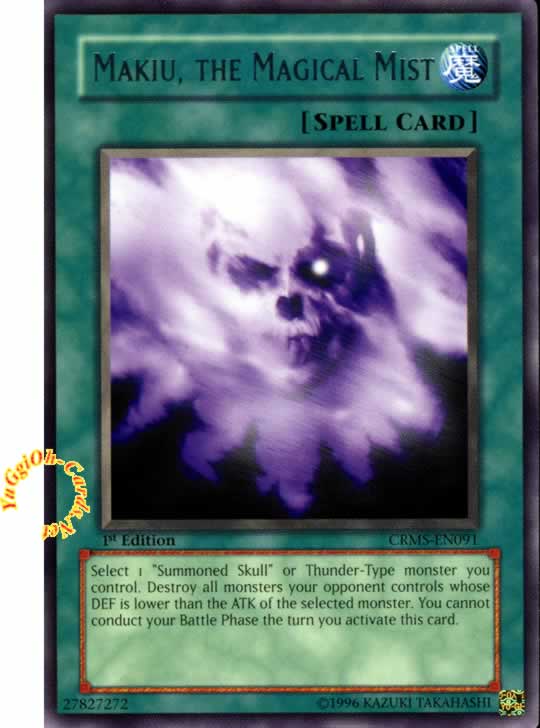 MAKIU, THE MAGICAL MIST 魔
[SPELL CARD]
YuGgiOh-Cards.Net
1st Edition
CRMS-EN091
Select 1 "Summoned Skull" or Thunder-Type monster you
control. Destroy all monsters your opponent controls whose
DEF is lower than the ATK of the selected monster. You cannot
conduct your Battle Phase the turn you activate this card.
27827272
©1996 KAZUKI TAKAHASHI